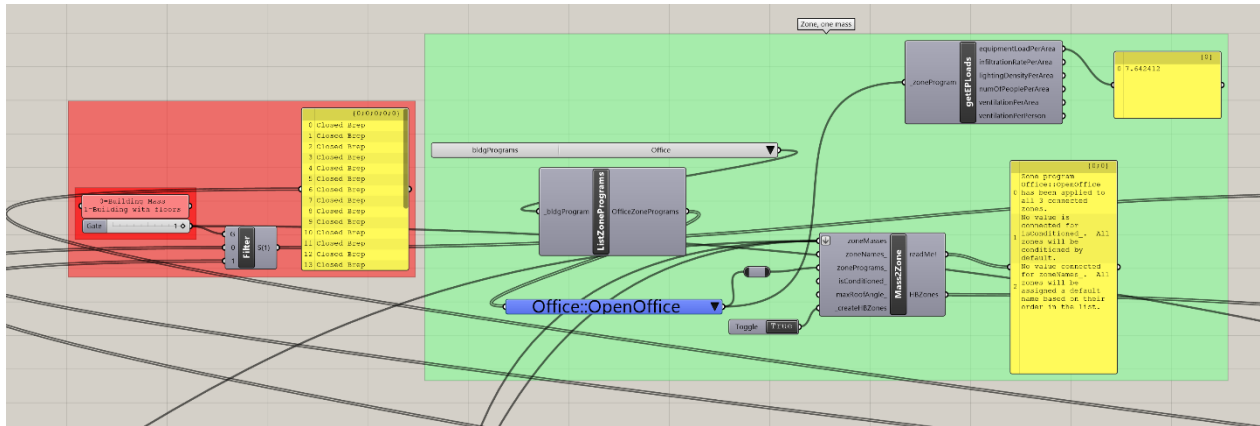 Zone, one mass
{0;0;0;0;0}
0 Closed Brep
1 Closed Brep
2 Closed Brep
3 Closed Brep
4 Closed Brep
5 Closed Brep
6 Closed Brep
7 Closed Brep
8 Closed Brep
9 Closed Brep
10 Closed Brep
11 Closed Brep
12 Closed Brep
13 Closed Brep
0=Building Mass
1=Building with floors
Gate 1
G
0
1
Filter
S(1)
bldgPrograms Office
_bldgProgram
ListZonePrograms
OfficeZonePrograms
Office::OpenOffice
Toggle True
_zoneProgram
getEPLoads
equipmentLoadPerArea
infiltrationRatePerArea
lightingDensityPerArea
numOfPeoplePerArea
ventilationPerArea
ventilationPerPerson
{0}
0 7.642412
_zoneMasses
zoneNames_
zonePrograms_
isConditioned_
maxRoofAngle_
_createHBZones
Mass2Zone
readMe!
HBZones
{0;0}
0 Zone program
Office::OpenOffice
has been applied to
all 3 connected
zones.
1 No value is
connected for
isConditioned_. All
zones will be
conditioned by
default.
2 No value connected
for zoneNames_. All
zones will be
assigned a default
name based on their
order in the list.